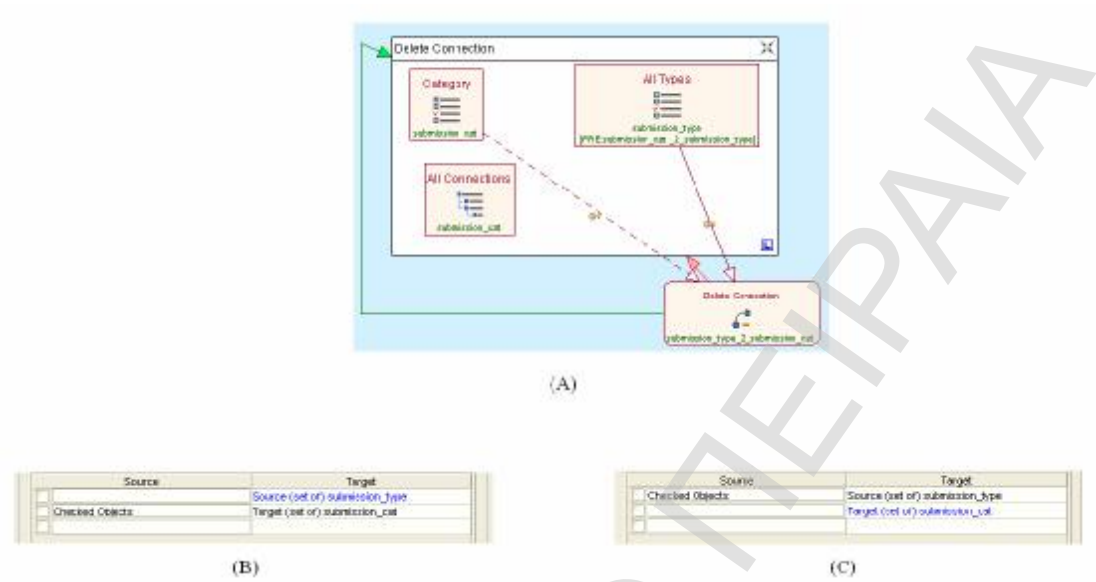 Delete Connection
Category
submission_cat
All Types
submission_type
[PRE:submission_cat_2_submission_type]
All Connections
submission_cat
Delete Connection
submission_type_2_submission_cat
(A)
Source Target
Source (set of) submission_type
Checked Objects Target (set of) submission_cat
(B)
Source Target
Checked Objects Source (set of) submission_type
Target (set of) submission_cat
(C)
ΠΕΙΡΑΙΑ